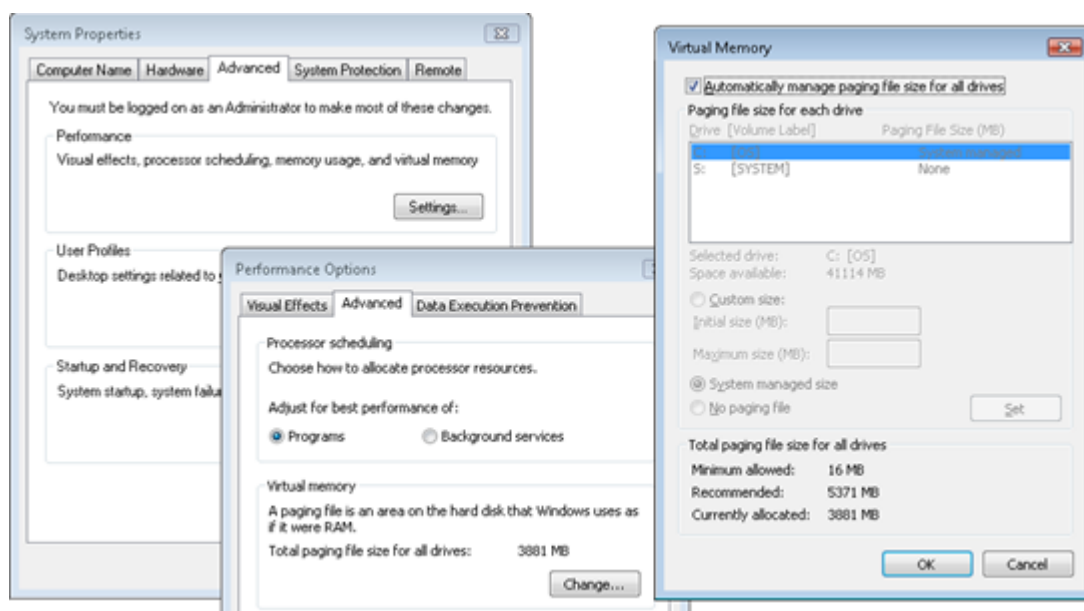 System Properties
Computer Name Hardware Advanced System Protection Remote
You must be logged on as an Administrator to make most of these changes.
Performance
Visual effects, processor scheduling, memory usage, and virtual memory
Settings...
User Profiles
Desktop settings related to
Startup and Recovery
System startup, system failu
Performance Options
Visual Effects Advanced Data Execution Prevention
Processor scheduling
Choose how to allocate processor resources.
Adjust for best performance of:
Programs Background services
Virtual memory
A paging file is an area on the hard disk that Windows uses as
if it were RAM.
Total paging file size for all drives: 3881 MB
Change...
Virtual Memory
Automatically manage paging file size for all drives
Paging file size for each drive
Drive [Volume Label] Paging File Size (MB)
C: [OS] System managed
S: [SYSTEM] None
Selected drive: C: [OS]
Space available: 41114 MB
Custom size:
Initial size (MB):
Maximum size (MB):
System managed size
No paging file Set
Total paging file size for all drives
Minimum allowed: 16 MB
Recommended: 5371 MB
Currently allocated: 3881 MB
OK Cancel